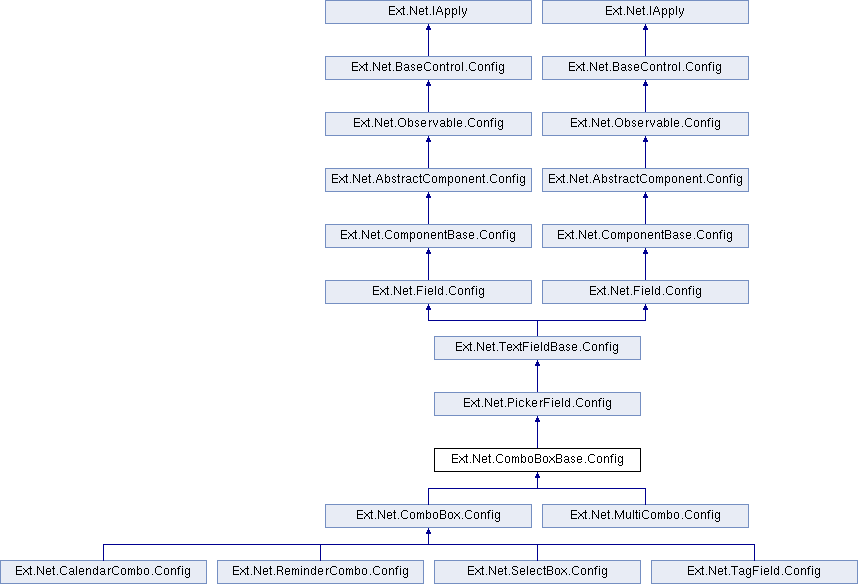 Ext.Net.IApply
Ext.Net.IApply
Ext.Net.BaseControl.Config
Ext.Net.BaseControl.Config
Ext.Net.Observable.Config
Ext.Net.Observable.Config
Ext.Net.AbstractComponent.Config
Ext.Net.AbstractComponent.Config
Ext.Net.ComponentBase.Config
Ext.Net.ComponentBase.Config
Ext.Net.Field.Config
Ext.Net.Field.Config
Ext.Net.TextFieldBase.Config
Ext.Net.PickerField.Config
Ext.Net.ComboBoxBase.Config
Ext.Net.ComboBox.Config
Ext.Net.MultiCombo.Config
Ext.Net.CalendarCombo.Config
Ext.Net.ReminderCombo.Config
Ext.Net.SelectBox.Config
Ext.Net.TagField.Config